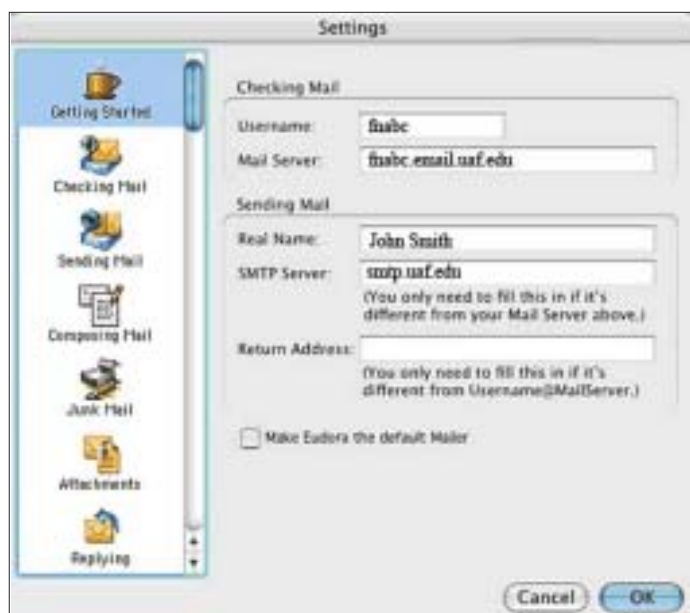 Settings
Getting Started
Checking Mail
Sending Mail
Composing Mail
Junk Mail
Attachments
Replying
Checking Mail
Username: fnabc
Mail Server: fnabc.email.uaf.edu
Sending Mail
Real Name: John Smith
SMTP Server: smtp.uaf.edu
(You only need to fill this in if it's
different from your Mail Server above.)
Return Address:
(You only need to fill this in if it's
different from Username@MailServer.)
Make Eudora the default Mailer
Cancel
OK